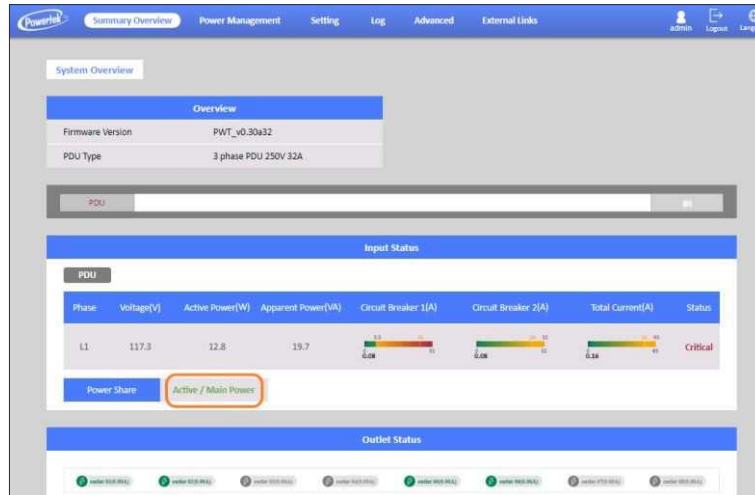 Powertek Summary Overview Power Management Setting Log Advanced External Links admin Logout
System Overview
Overview
Firmware Version PWT_v0.30a32
PDU Type 3 phase PDU 250V 32A
PDU
Input Status
PDU
Phase Voltage(V) Active Power(W) Apparent Power(VA) Circuit Breaker 1(A) Circuit Breaker 2(A) Total Current(A) Status
L1 117.3 12.8 19.7 0.08 0.08 0.16 Critical
Power Share Active / Main Power
Outlet Status